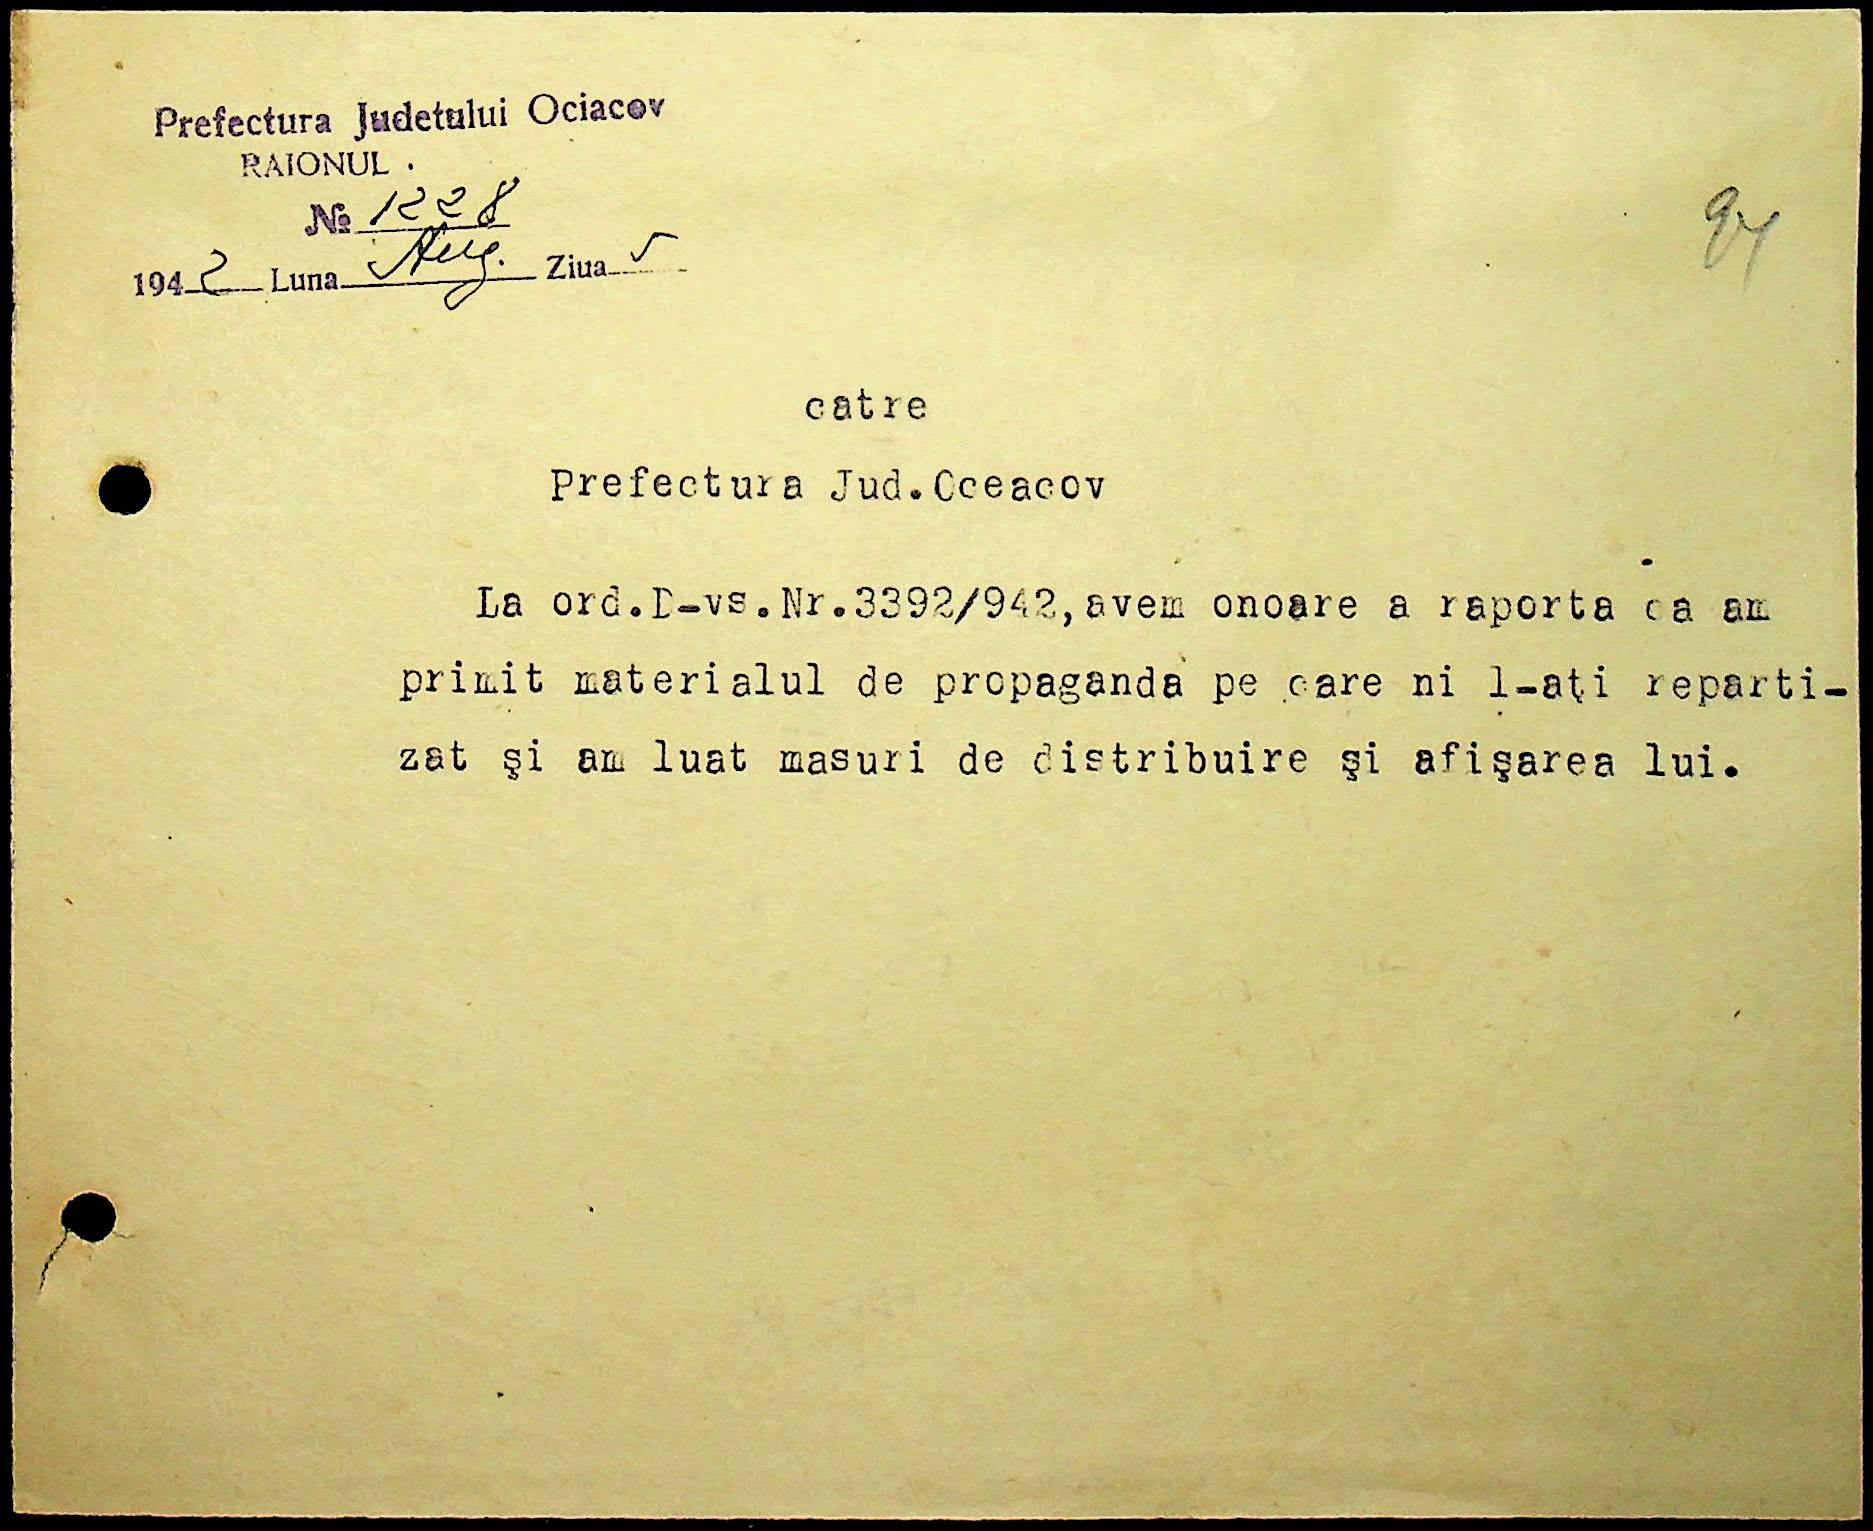 Prefectura Judetului Ociacov
RAIONUL .
№ 1228
1942 Luna Aug. Ziua 5
94
catre
Prefectura Jud.Oceacov
La ord.D-vs.Nr.3392/942,avem onoare a raporta ca am
primit materialul de propaganda pe care ni l-aţi reparti-
zat şi am luat masuri de distribuire şi afişarea lui.